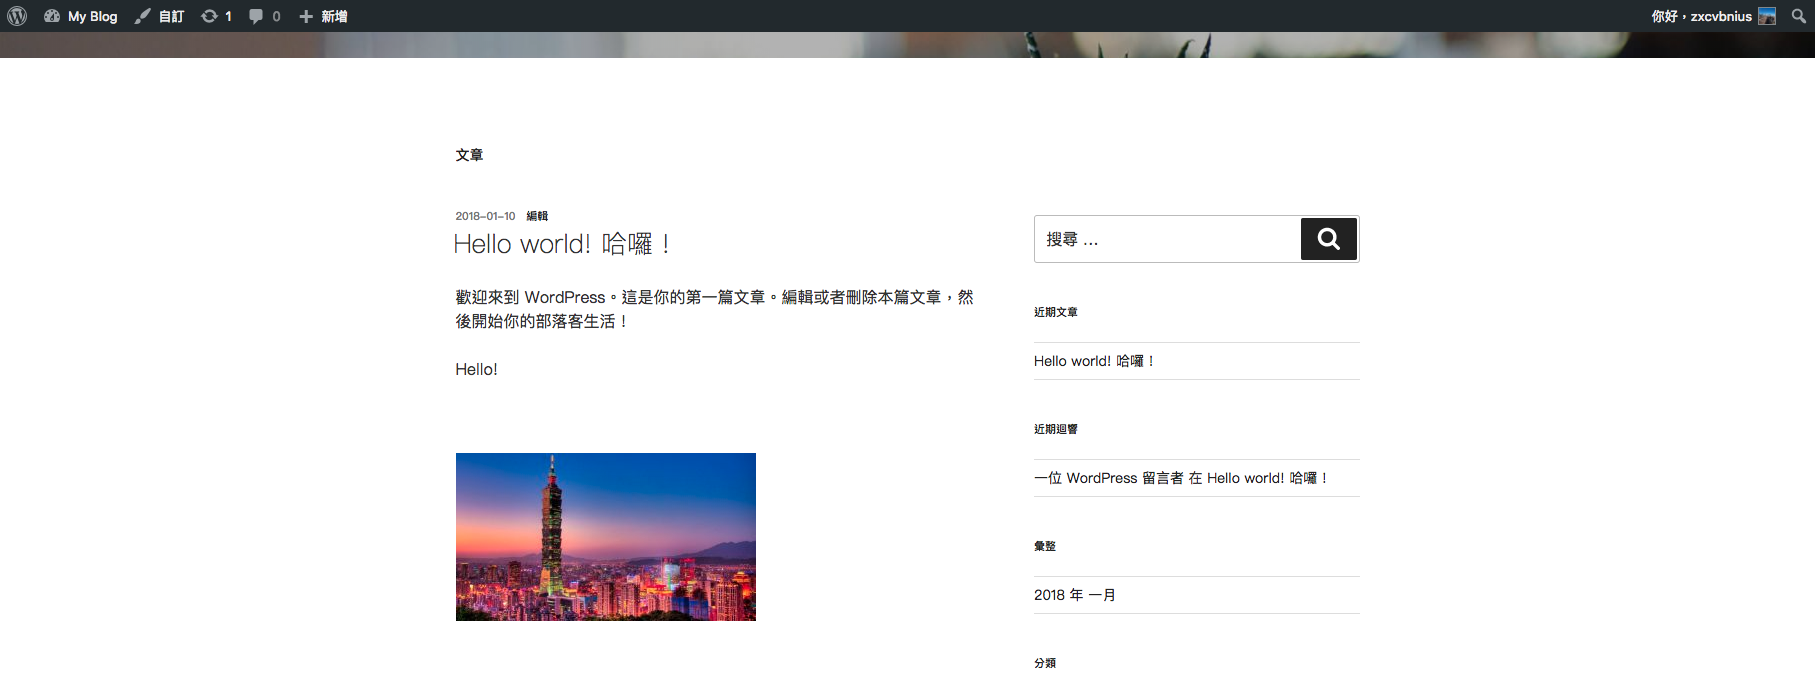 My Blog 自訂 1 0 新增 你好，zxcvbnius
文章
2018-01-10 編輯
Hello world! 哈囉！
歡迎來到 WordPress。這是你的第一篇文章。編輯或者刪除本篇文章，然
後開始你的部落客生活！
Hello!
搜尋 ...
近期文章
Hello world! 哈囉！
近期迴響
一位 WordPress 留言者 在 Hello world! 哈囉！
彙整
2018 年 一月
分類